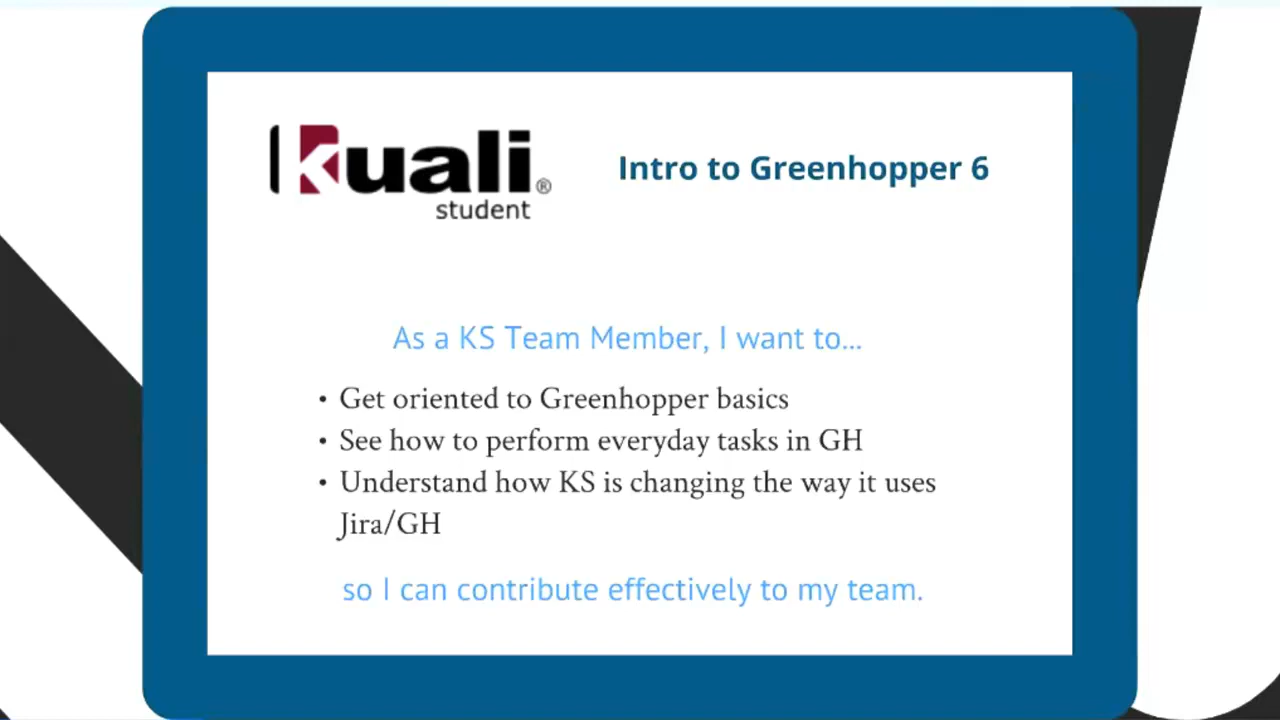 kuali®
student
Intro to Greenhopper 6
As a KS Team Member, I want to...
• Get oriented to Greenhopper basics
• See how to perform everyday tasks in GH
• Understand how KS is changing the way it uses
Jira/GH
so I can contribute effectively to my team.